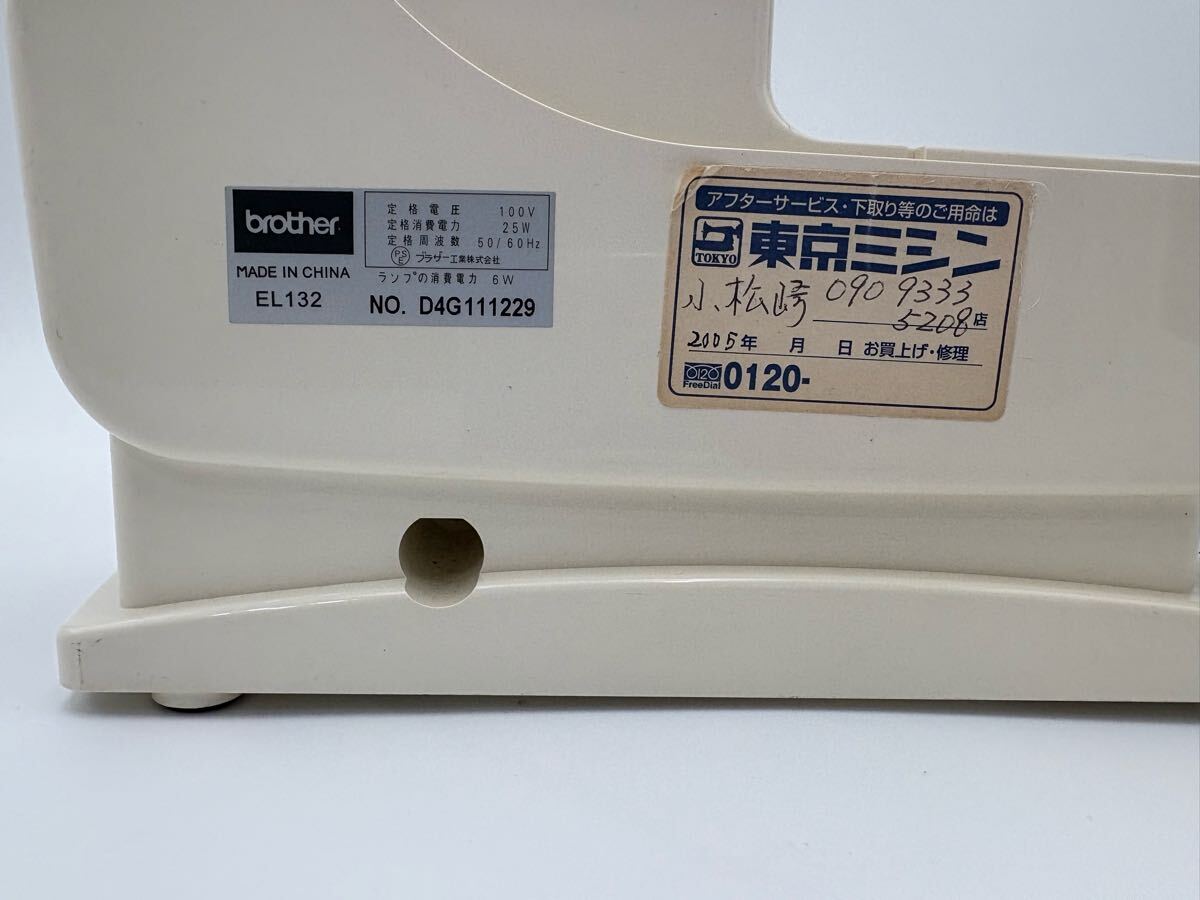 brother
MADE IN CHINA
EL132
定格電圧 100V
定格消費電力 25W
定格周波数 50/60Hz
PSE ブラザー工業株式会社
ランプの消費電力 6W
NO. D4G111229
アフターサービス・下取り等のご用命は
TOKYO 東京ミシン
小松崎 090 9333
5208店
2005年 月 日 お買上げ・修理
0120 FreeDial 0120-